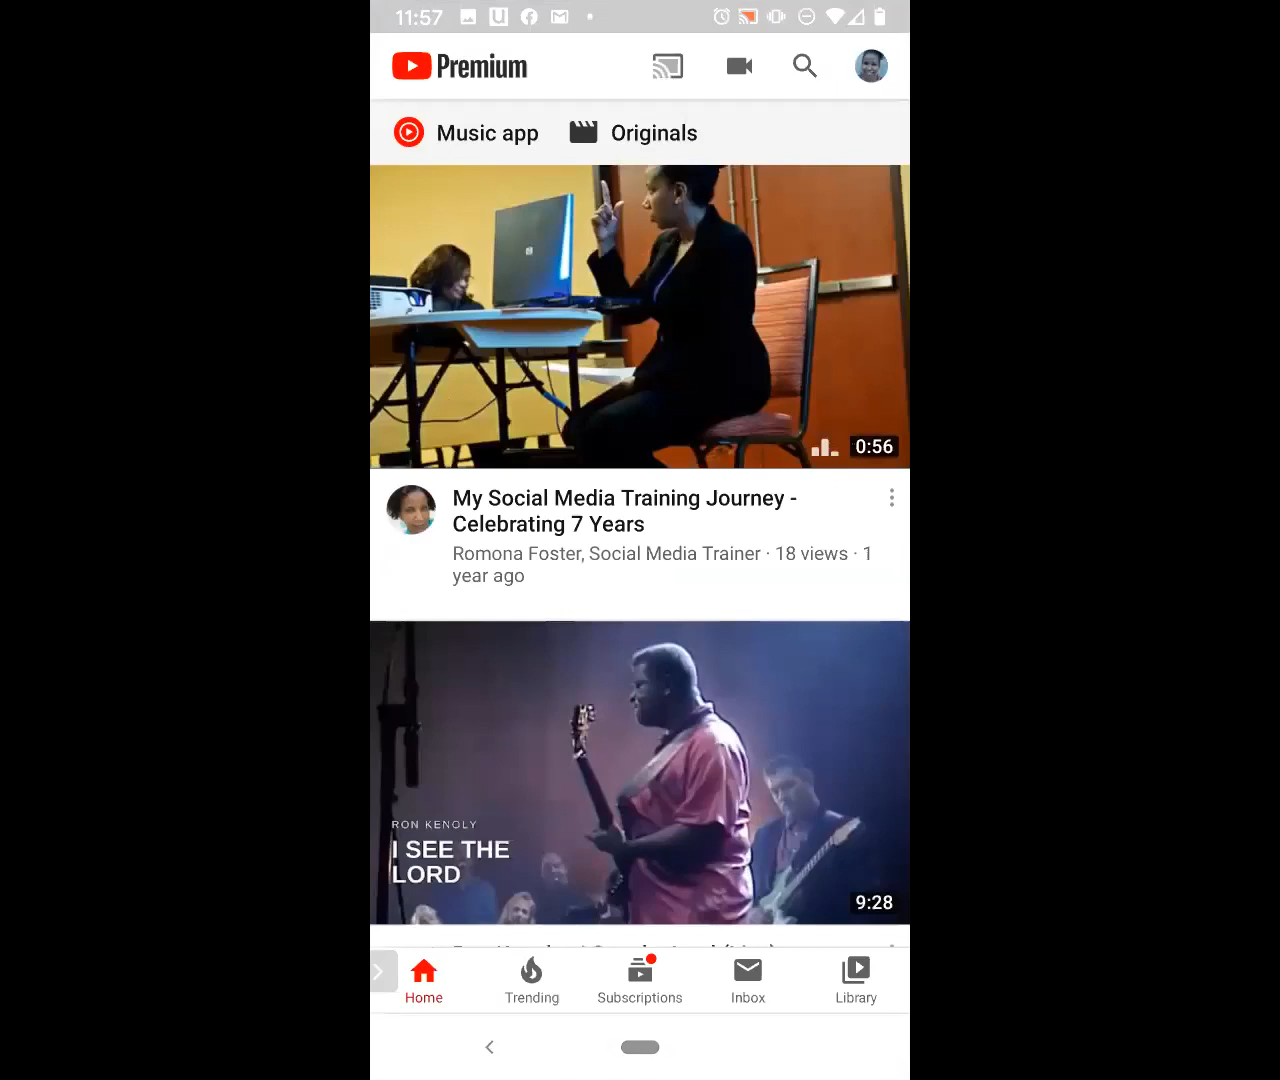 11:57
Premium
Music app
Originals
0:56
My Social Media Training Journey -
Celebrating 7 Years
Romona Foster, Social Media Trainer · 18 views · 1
year ago
RON KENOLY
I SEE THE
LORD
9:28
Home
Trending
Subscriptions
Inbox
Library